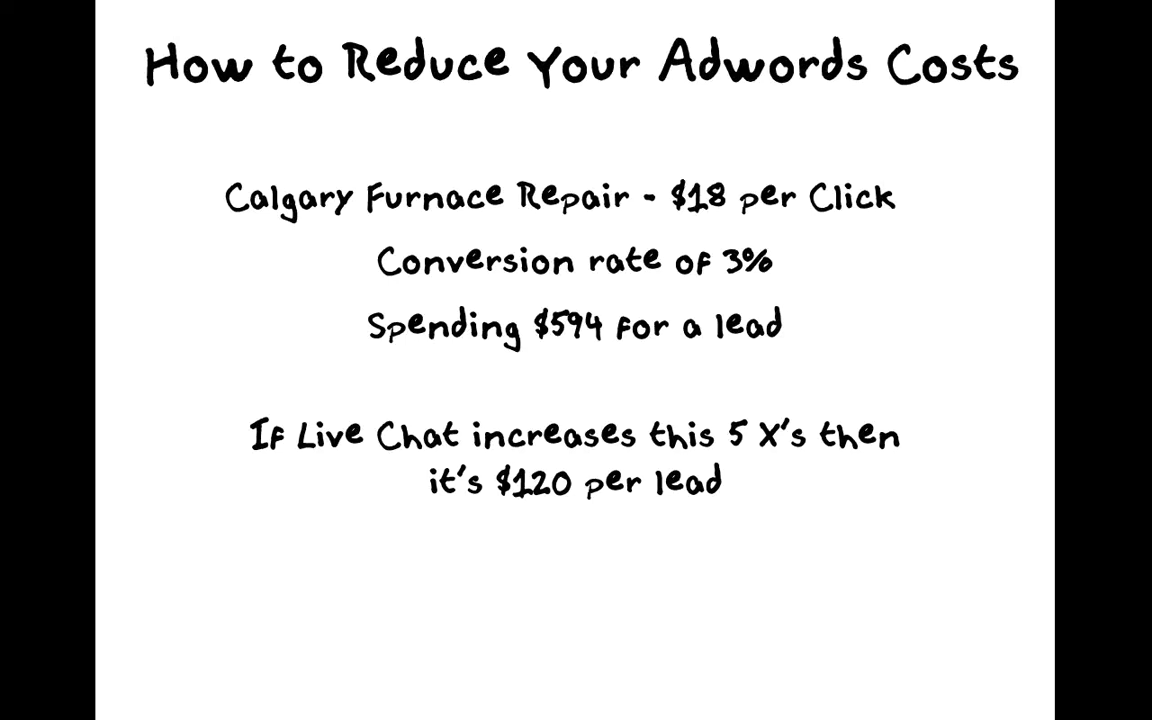 How to Reduce Your Adwords Costs
Calgary Furnace Repair - $18 per Click
Conversion rate of 3%
Spending $594 for a lead
If Live Chat increases this 5 X's then
it's $120 per lead